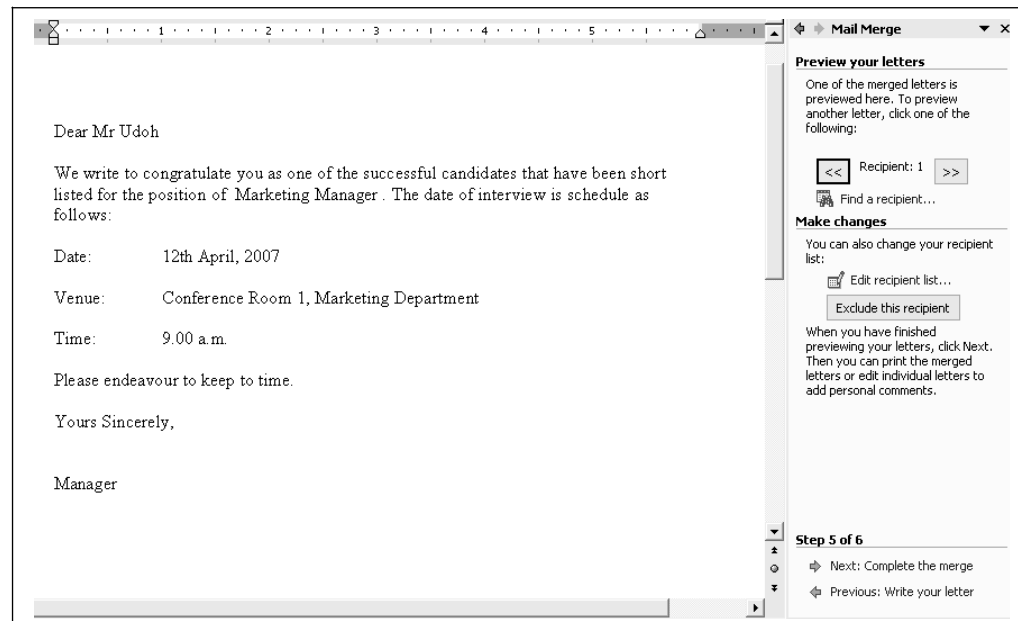 1 2 3 4 5
Dear Mr Udoh
We write to congratulate you as one of the successful candidates that have been short
listed for the position of Marketing Manager . The date of interview is schedule as
follows:
Date: 12th April, 2007
Venue: Conference Room 1, Marketing Department
Time: 9.00 a.m.
Please endeavour to keep to time.
Yours Sincerely,
Manager
Mail Merge
Preview your letters
One of the merged letters is
previewed here. To preview
another letter, click one of the
following:
<< Recipient: 1 >>
Find a recipient...
Make changes
You can also change your recipient
list:
Edit recipient list...
Exclude this recipient
When you have finished
previewing your letters, click Next.
Then you can print the merged
letters or edit individual letters to
add personal comments.
Step 5 of 6
Next: Complete the merge
Previous: Write your letter